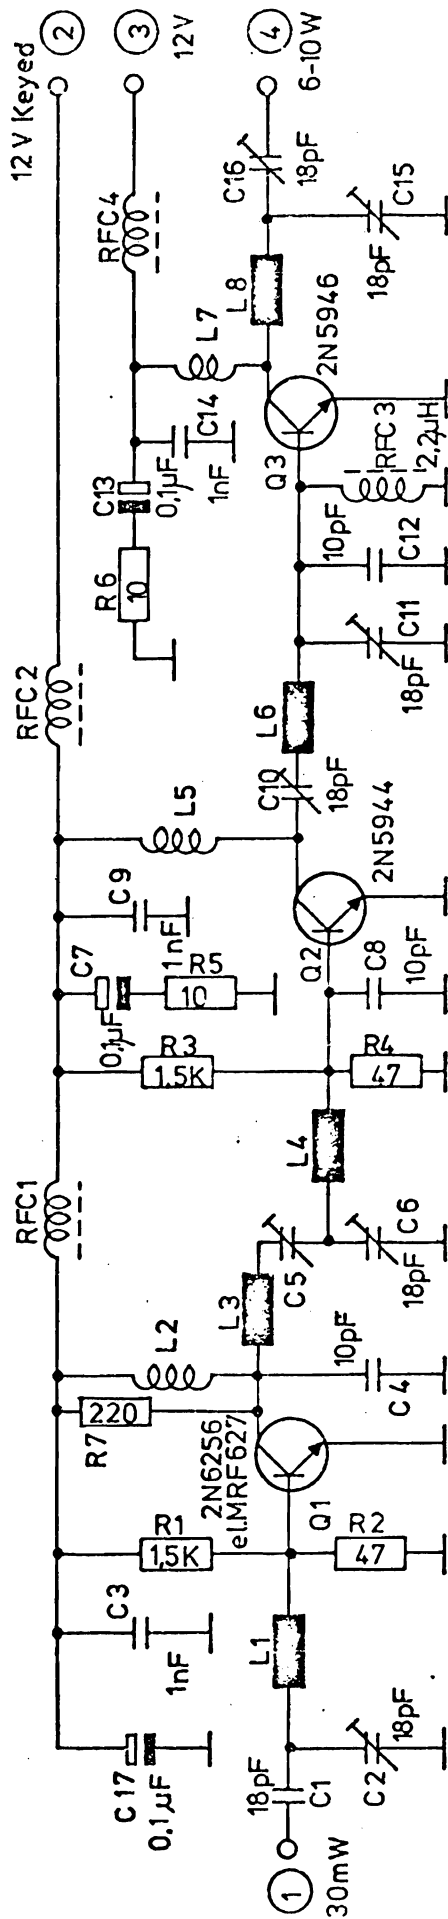 12V Keyed
2
RFC1
RFC2
C17
0,1µF
C3
1nF
R1
1,5K
R7
220
L2
R3
1.5K
C7
0,1µF
R5
10
C9
1nF
L5
R6
10
C13
0,1µF
C14
1nF
L7
RFC4
3
12V
1
30mW
18pF
C1
C2
18pF
L1
R2
47
Q1
2N6256
el.MRF627
10pF
C4
L3
C5
C6
18pF
L4
R4
47
C8
10pF
Q2
2N5944
C10
18pF
L6
C11
18pF
10pF
C12
RFC3
2,2µH
Q3
2N5946
L8
C15
18pF
C16
18pF
4
6-10W